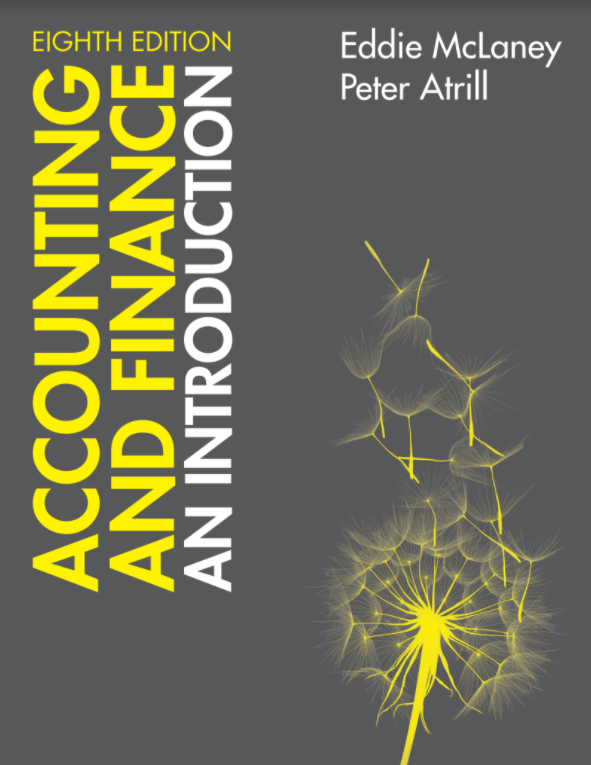 EIGHTH EDITION
ACCOUNTING
AND FINANCE
AN INTRODUCTION
Eddie McLaney
Peter Atrill